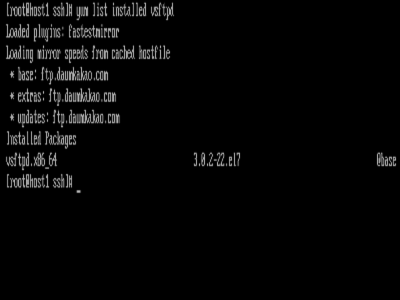 [root@host1 ssh]# yum list installed vsftpd
Loaded plugins: fastestmirror
Loading mirror speeds from cached hostfile
 * base: ftp.daumkakao.com
 * extras: ftp.daumkakao.com
 * updates: ftp.daumkakao.com
Installed Packages
vsftpd.x86_64 3.0.2-22.el7 @base
[root@host1 ssh]# _